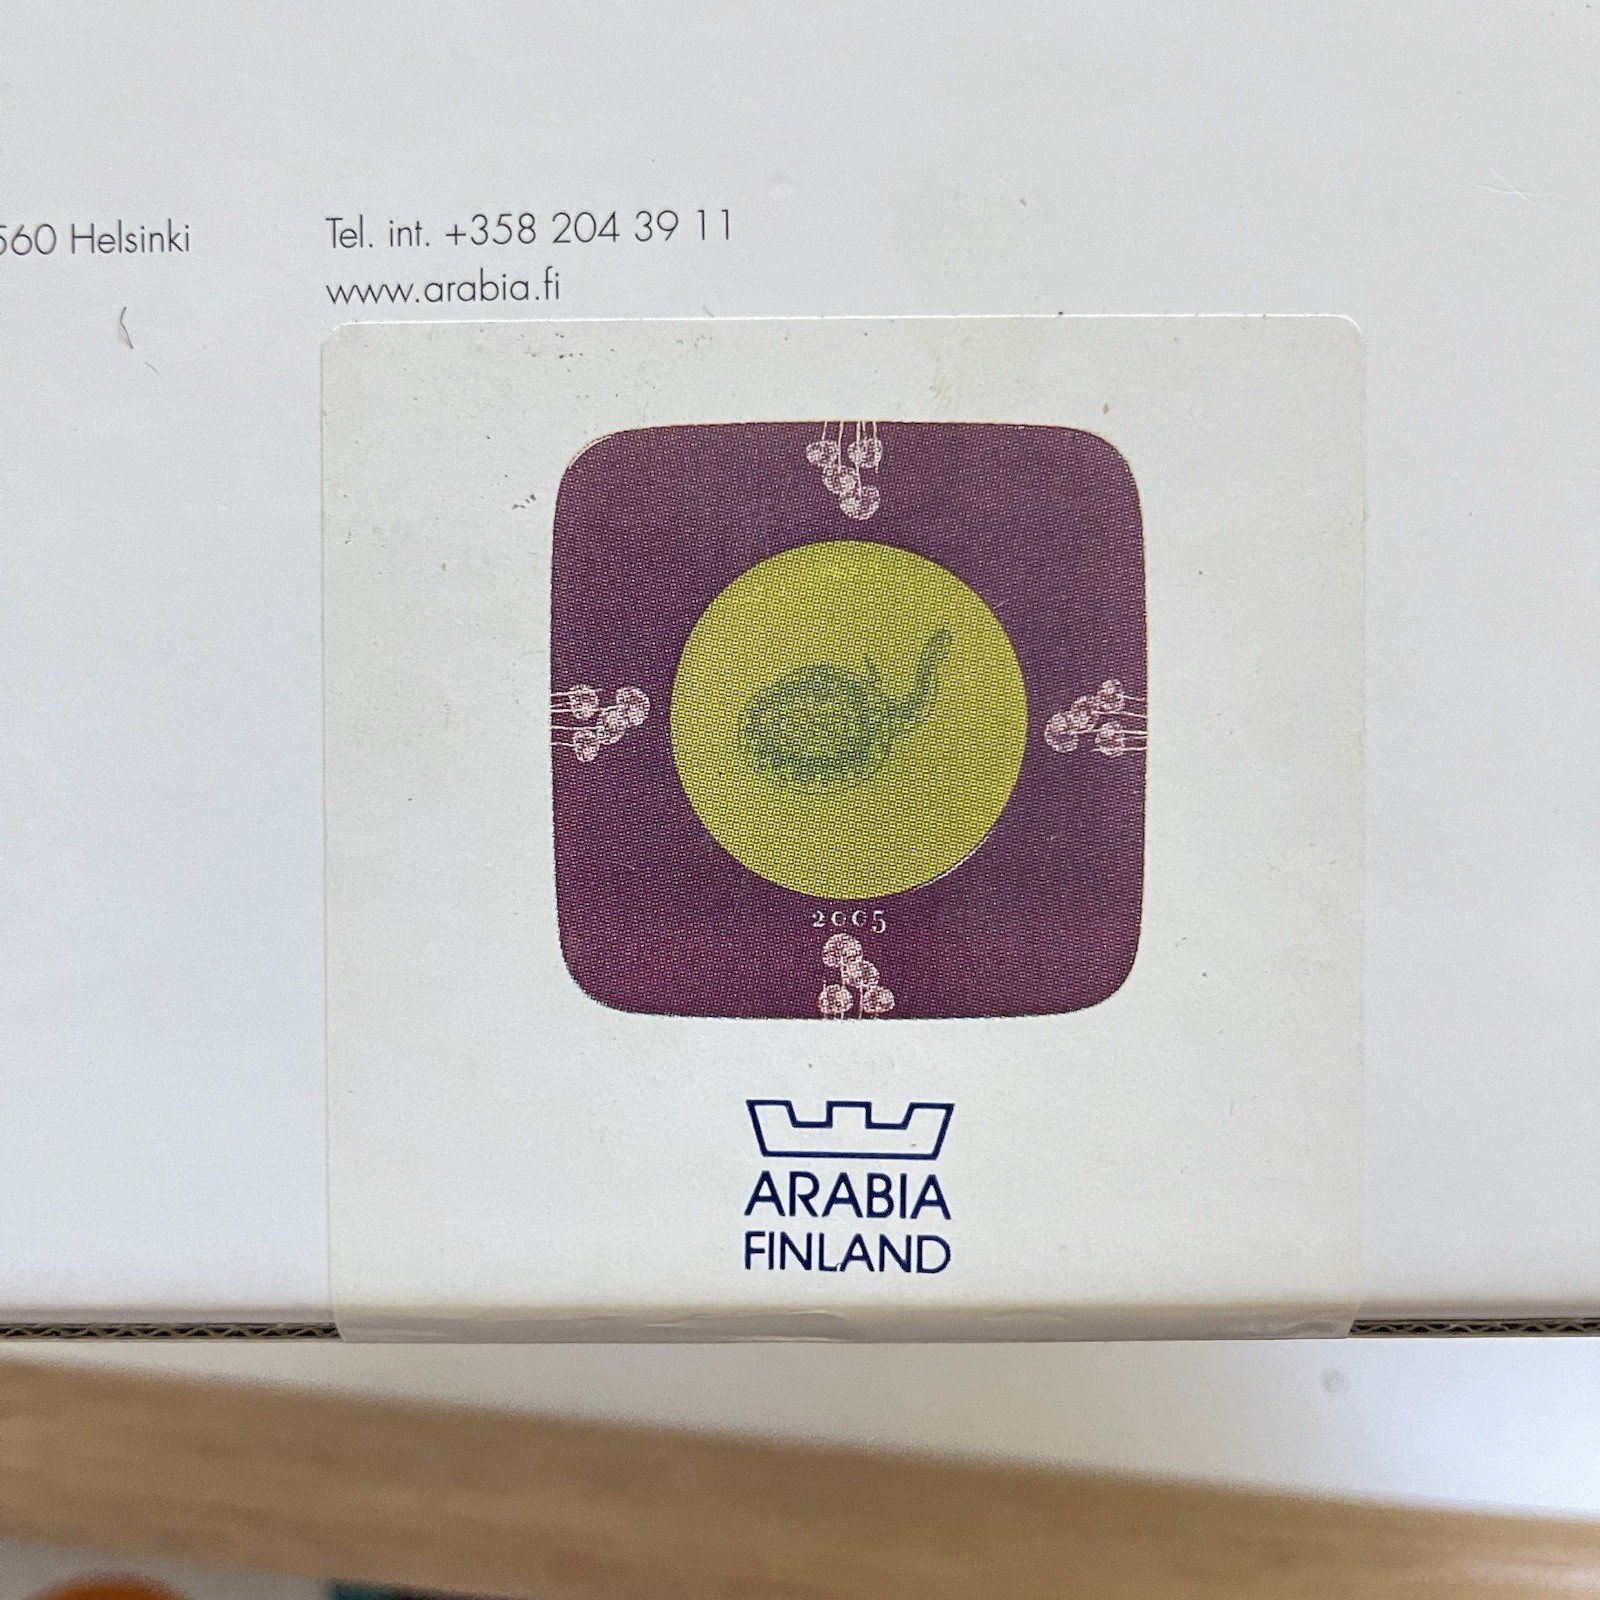 560 Helsinki
Tel. int. +358 204 39 11
www.arabia.fi
2005
ARABIA
FINLAND